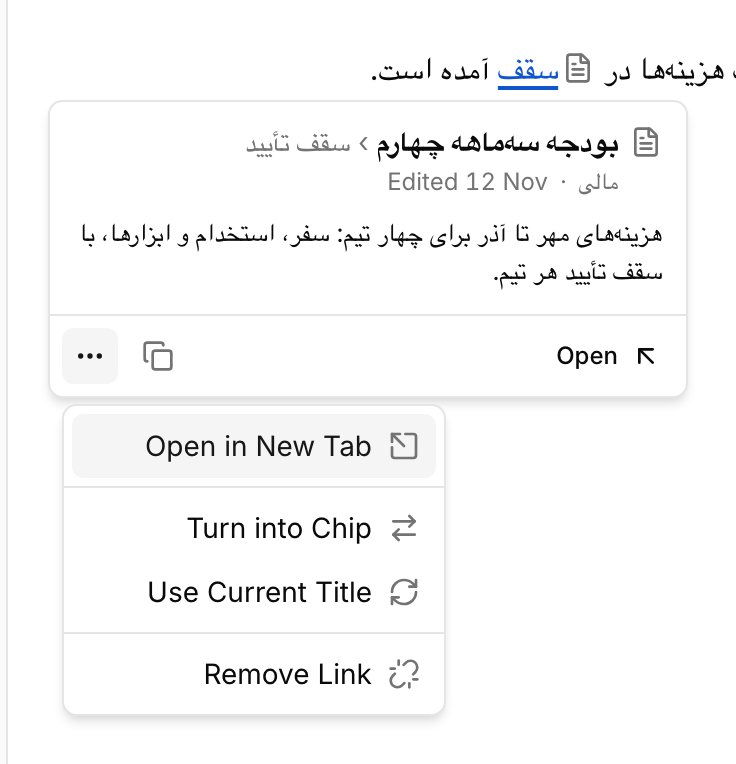 هزینه‌ها در سقف آمده است.
بودجه سه‌ماهه چهارم › سقف تأیید
مالی · Edited 12 Nov
هزینه‌های مهر تا آذر برای چهار تیم: سفر، استخدام و ابزارها، با
سقف تأیید هر تیم.
Open
Open in New Tab
Turn into Chip
Use Current Title
Remove Link